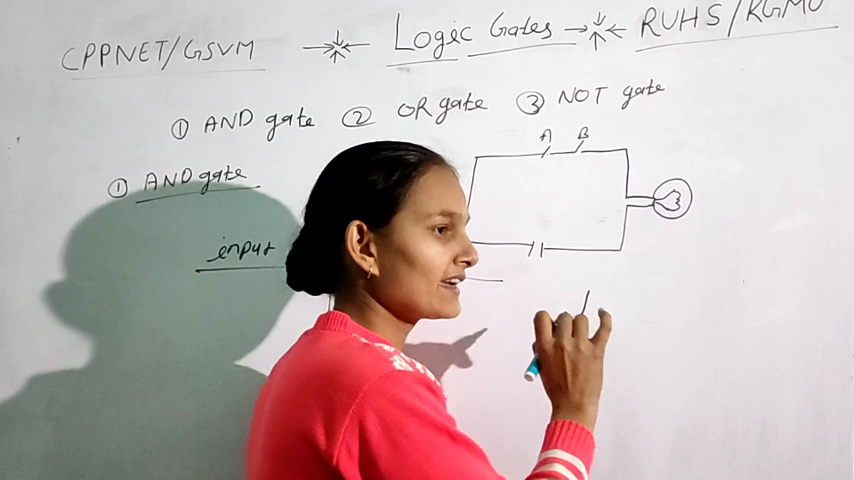 CPPNET/GSVM Logic Gates RUHS/KGMU
① AND gate ② OR gate ③ NOT gate
① AND gate
A B
input